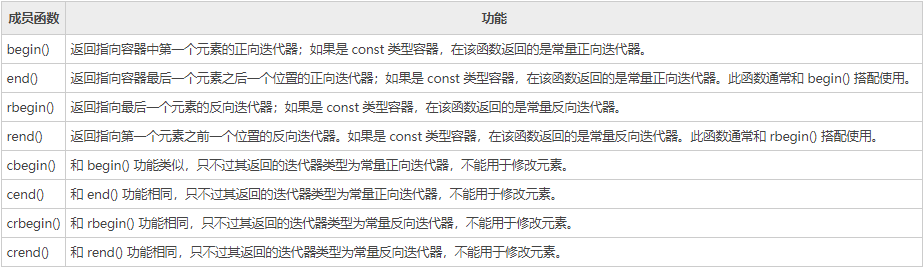 成员函数 功能
begin() 返回指向容器中第一个元素的正向迭代器；如果是 const 类型容器，在该函数返回的是常量正向迭代器。
end() 返回指向容器最后一个元素之后一个位置的正向迭代器；如果是 const 类型容器，在该函数返回的是常量正向迭代器。此函数通常和 begin() 搭配使用。
rbegin() 返回指向最后一个元素的反向迭代器；如果是 const 类型容器，在该函数返回的是常量反向迭代器。
rend() 返回指向第一个元素之前一个位置的反向迭代器。如果是 const 类型容器，在该函数返回的是常量反向迭代器。此函数通常和 rbegin() 搭配使用。
cbegin() 和 begin() 功能类似，只不过其返回的迭代器类型为常量正向迭代器，不能用于修改元素。
cend() 和 end() 功能相同，只不过其返回的迭代器类型为常量正向迭代器，不能用于修改元素。
crbegin() 和 rbegin() 功能相同，只不过其返回的迭代器类型为常量反向迭代器，不能用于修改元素。
crend() 和 rend() 功能相同，只不过其返回的迭代器类型为常量反向迭代器，不能用于修改元素。